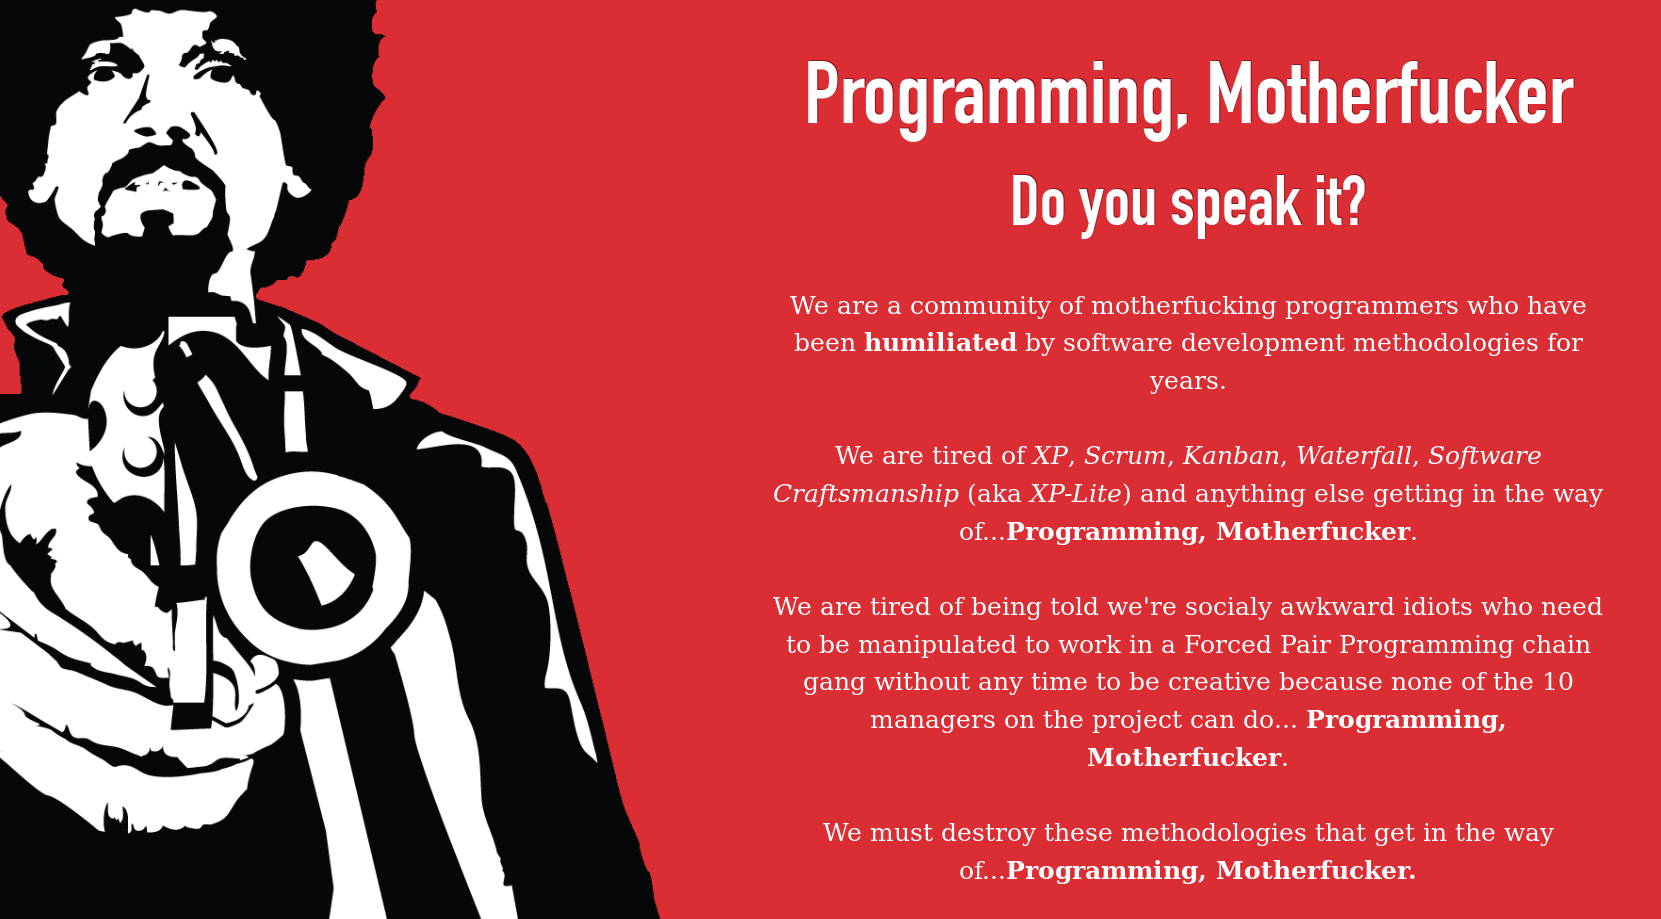 Programming, Motherfucker
Do you speak it?
We are a community of motherfucking programmers who have
been humiliated by software development methodologies for
years.
We are tired of XP, Scrum, Kanban, Waterfall, Software
Craftsmanship (aka XP-Lite) and anything else getting in the way
of...Programming, Motherfucker.
We are tired of being told we're socialy awkward idiots who need
to be manipulated to work in a Forced Pair Programming chain
gang without any time to be creative because none of the 10
managers on the project can do... Programming,
Motherfucker.
We must destroy these methodologies that get in the way
of...Programming, Motherfucker.